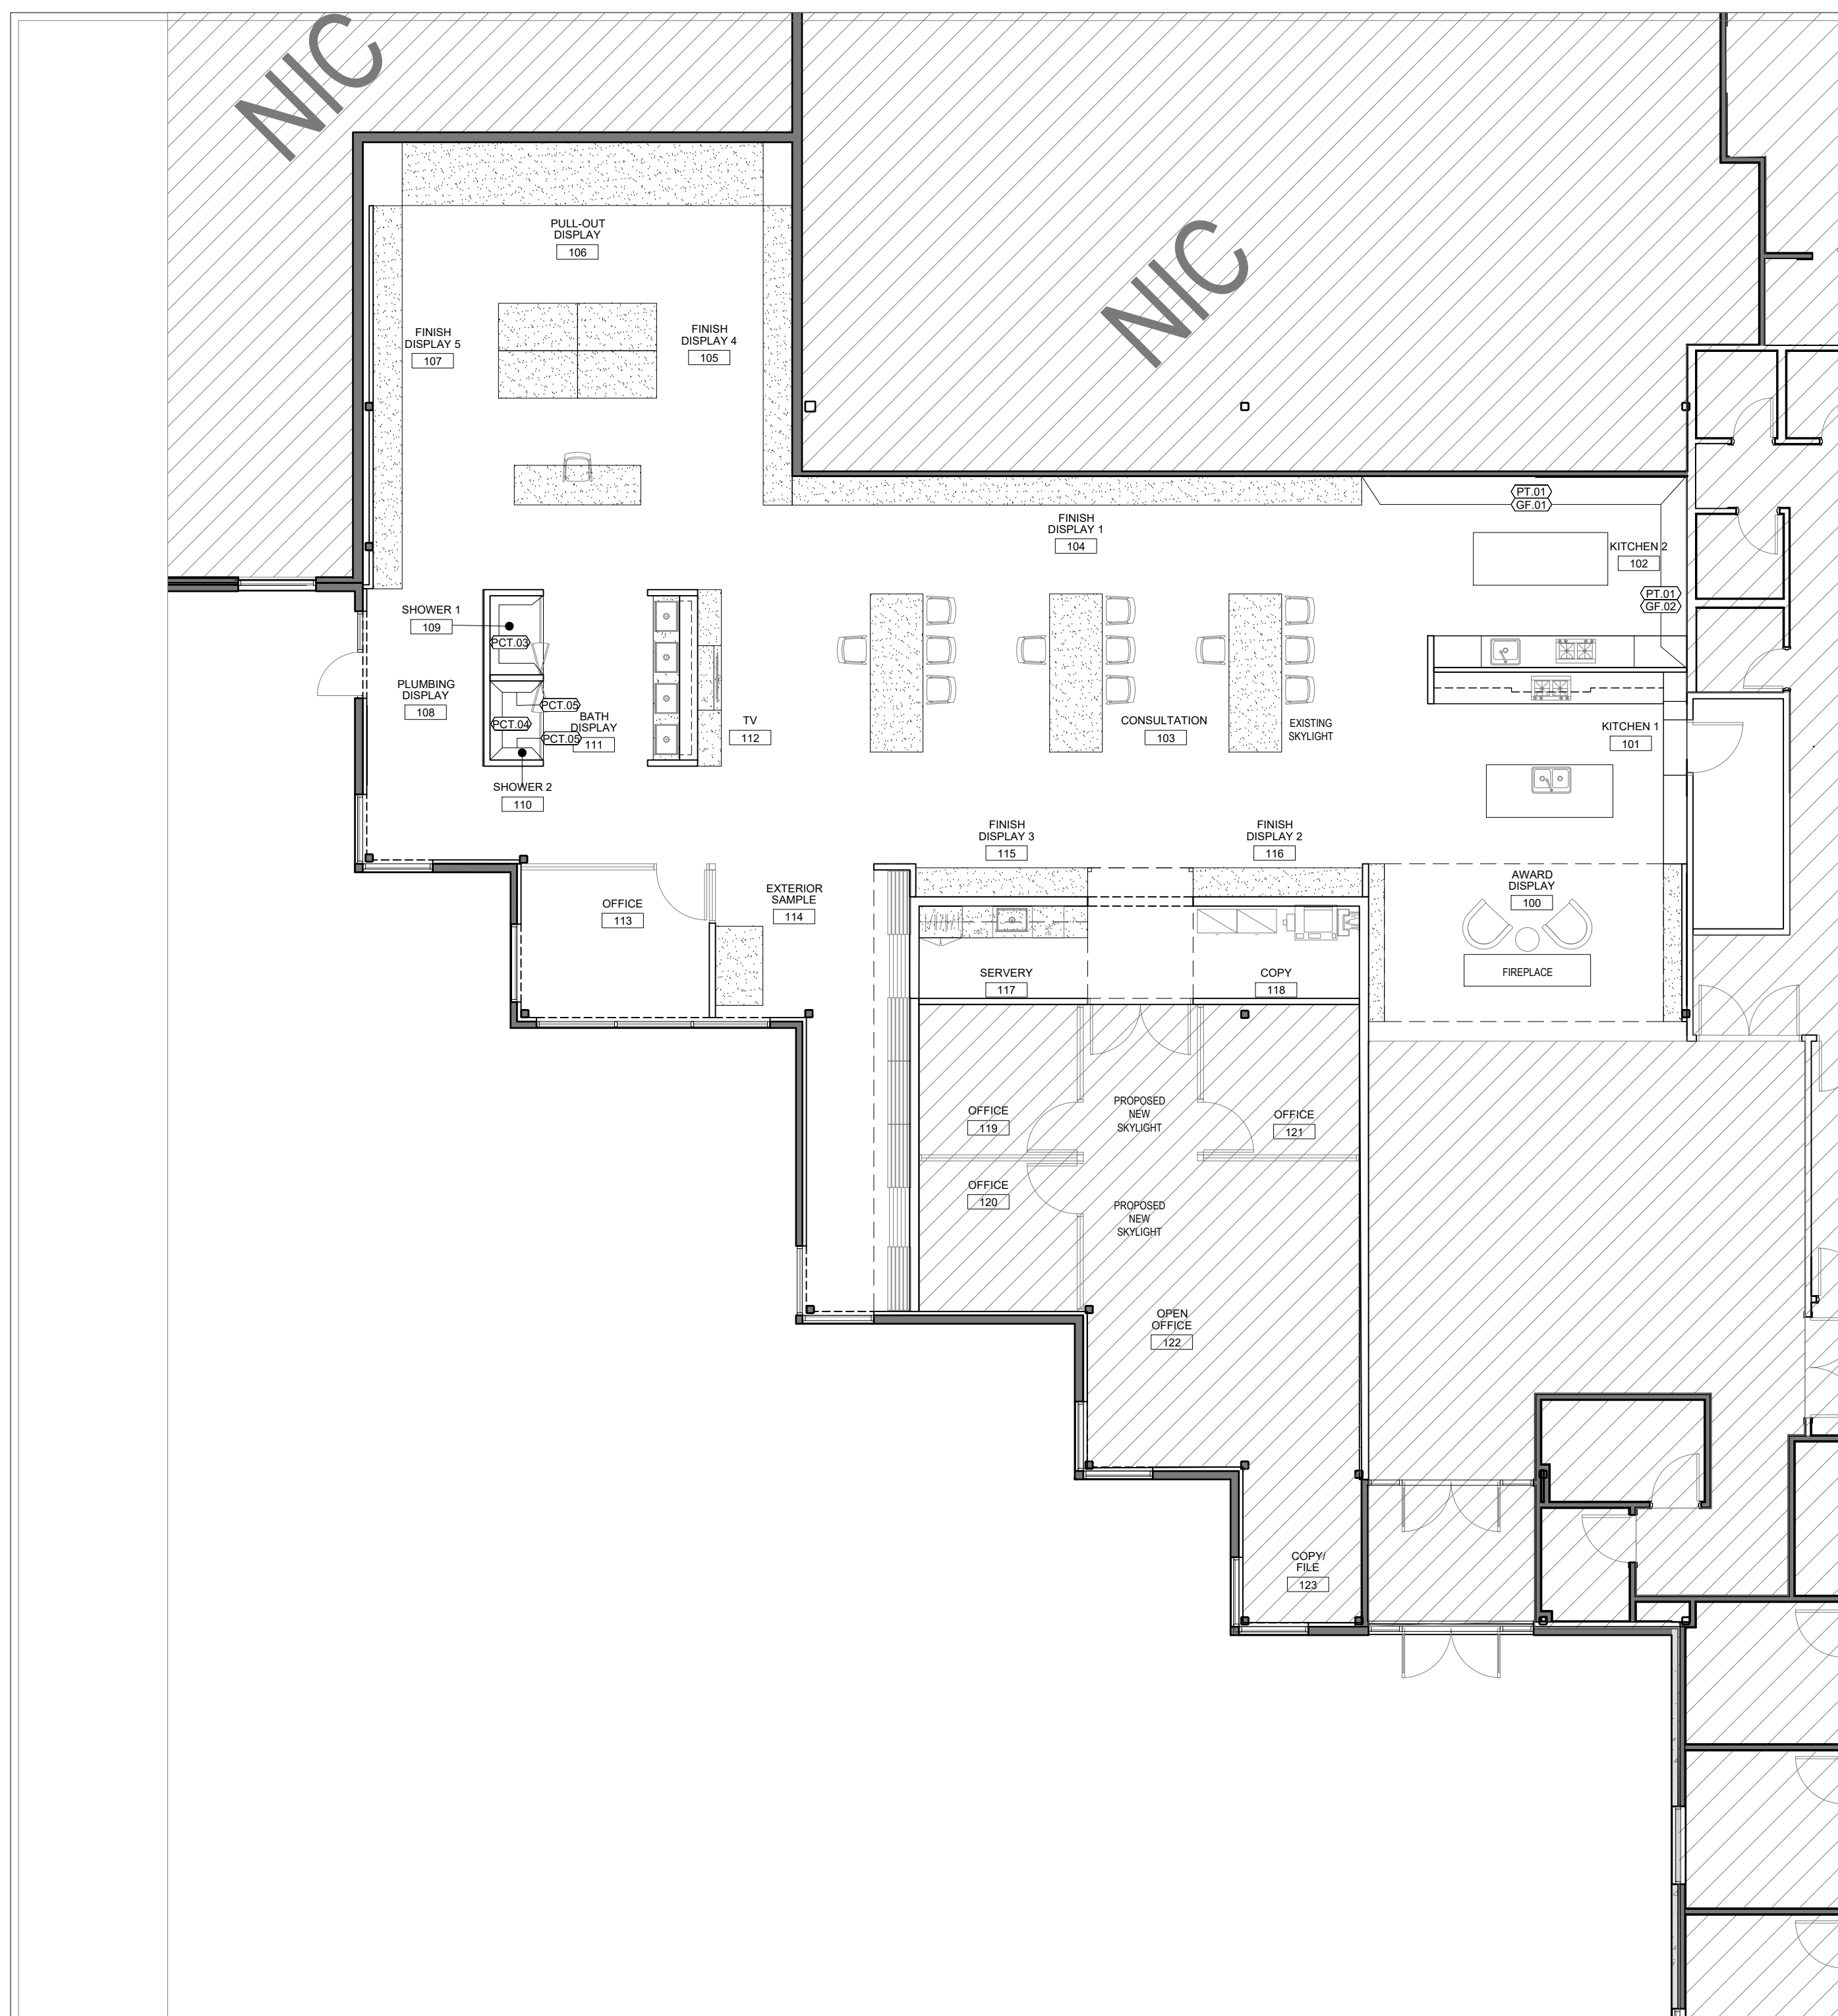 NIC
NIC
PULL-OUT
DISPLAY
106
FINISH
DISPLAY 5
107
FINISH
DISPLAY 4
105
PT.01
GF.01
FINISH
DISPLAY 1
104
KITCHEN 2
102
PT.01
GF.02
SHOWER 1
109
PCT.03
PLUMBING
DISPLAY
108
PCT.05
PCT.04
BATH
DISPLAY
111
PCT.05
TV
112
CONSULTATION
103
EXISTING
SKYLIGHT
KITCHEN 1
101
SHOWER 2
110
FINISH
DISPLAY 3
115
FINISH
DISPLAY 2
116
OFFICE
113
EXTERIOR
SAMPLE
114
AWARD
DISPLAY
100
SERVERY
117
COPY
118
FIREPLACE
OFFICE
119
PROPOSED
NEW
SKYLIGHT
OFFICE
121
OFFICE
120
PROPOSED
NEW
SKYLIGHT
OPEN
OFFICE
122
COPY/
FILE
123